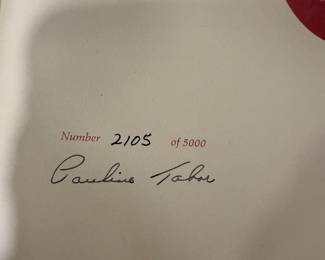 Number 2105 of 5000
Pauline Tabor